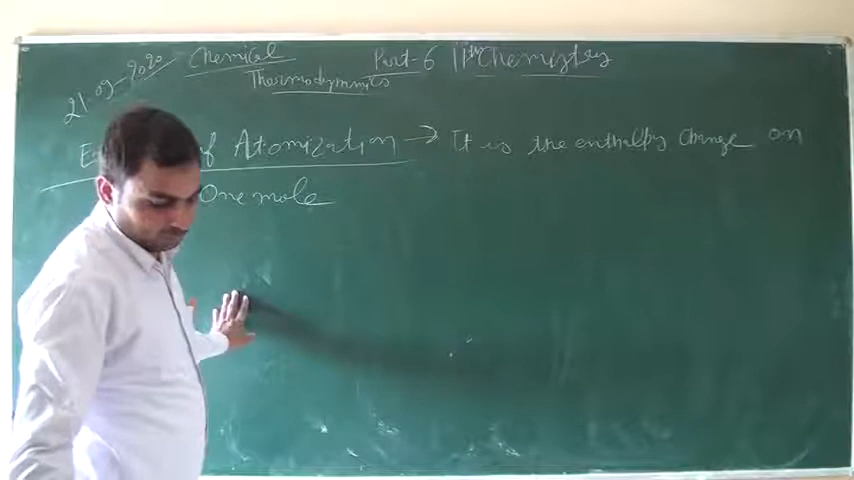 21-09-2020 Chemical Part-6 11th Chemistry
Thermodynamics
of Atomization → It is the enthalpy change on
One mole